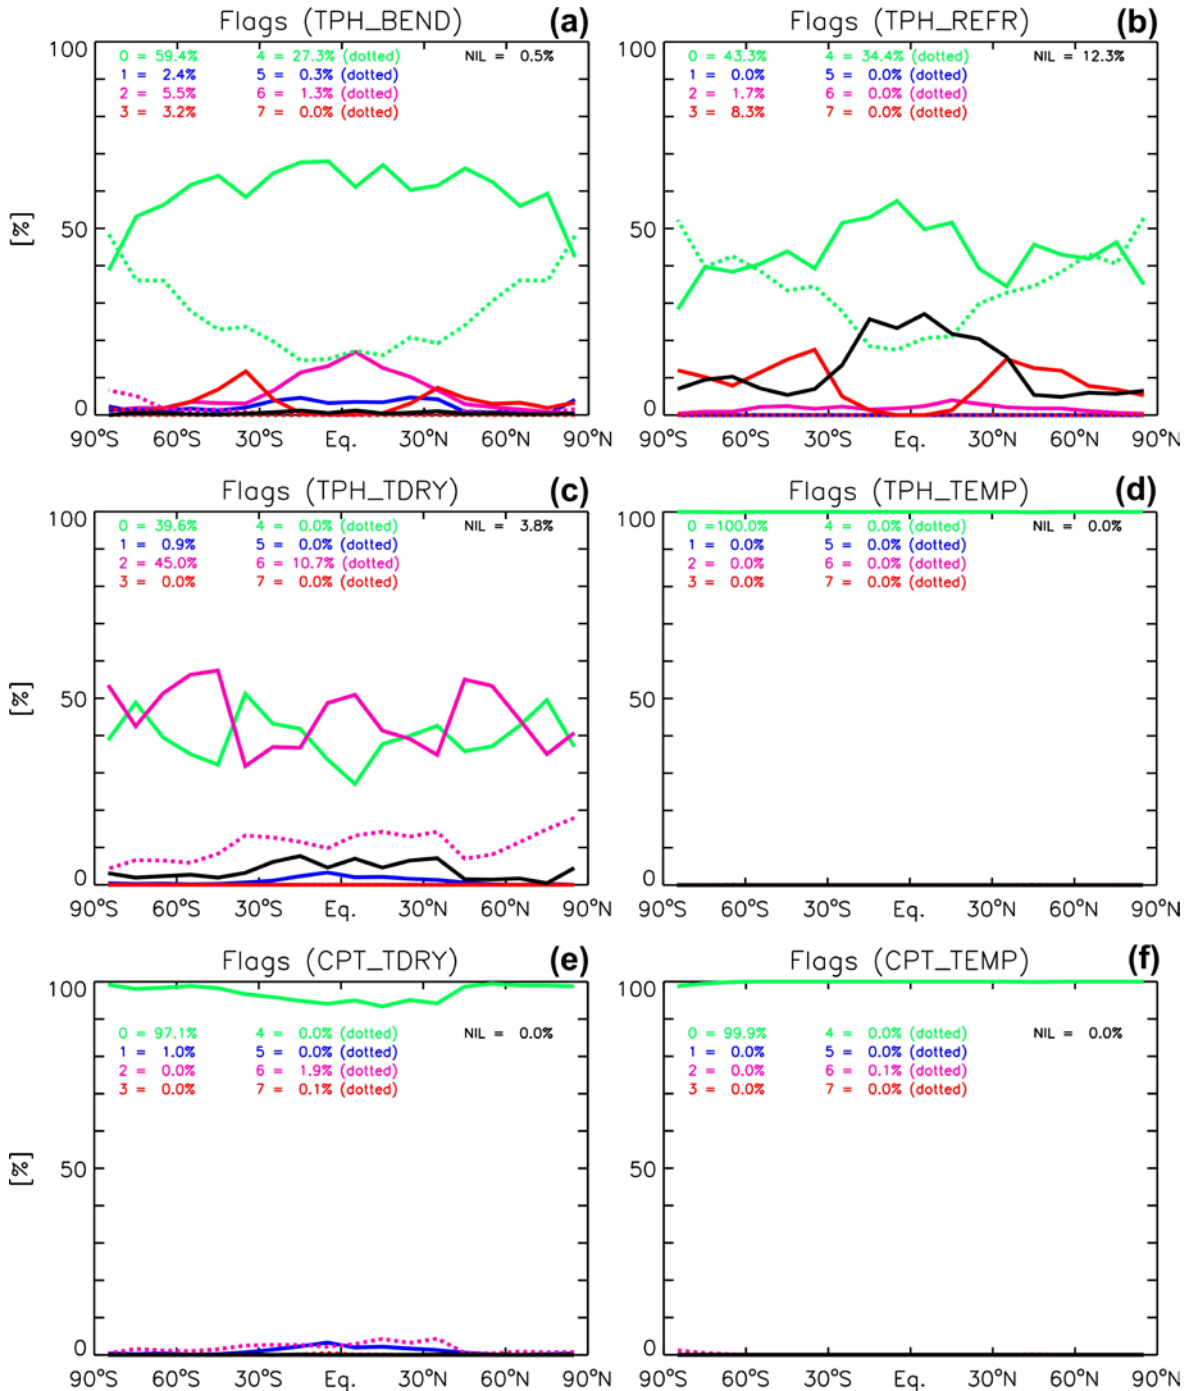 Flags (TPH_BEND) (a)
100
0 = 59.4% 4 = 27.3% (dotted) NIL = 0.5%
1 = 2.4% 5 = 0.3% (dotted)
2 = 5.5% 6 = 1.3% (dotted)
3 = 3.2% 7 = 0.0% (dotted)
[%]
50
0
90°S 60°S 30°S Eq. 30°N 60°N 90°N
Flags (TPH_REFR) (b)
100
0 = 43.3% 4 = 34.4% (dotted) NIL = 12.3%
1 = 0.0% 5 = 0.0% (dotted)
2 = 1.7% 6 = 0.0% (dotted)
3 = 8.3% 7 = 0.0% (dotted)
50
0
90°S 60°S 30°S Eq. 30°N 60°N 90°N
Flags (TPH_TDRY) (c)
100
0 = 39.6% 4 = 0.0% (dotted) NIL = 3.8%
1 = 0.9% 5 = 0.0% (dotted)
2 = 45.0% 6 = 10.7% (dotted)
3 = 0.0% 7 = 0.0% (dotted)
[%]
50
0
90°S 60°S 30°S Eq. 30°N 60°N 90°N
Flags (TPH_TEMP) (d)
100
0 =100.0% 4 = 0.0% (dotted) NIL = 0.0%
1 = 0.0% 5 = 0.0% (dotted)
2 = 0.0% 6 = 0.0% (dotted)
3 = 0.0% 7 = 0.0% (dotted)
50
0
90°S 60°S 30°S Eq. 30°N 60°N 90°N
Flags (CPT_TDRY) (e)
100
0 = 97.1% 4 = 0.0% (dotted) NIL = 0.0%
1 = 1.0% 5 = 0.0% (dotted)
2 = 0.0% 6 = 1.9% (dotted)
3 = 0.0% 7 = 0.1% (dotted)
[%]
50
0
90°S 60°S 30°S Eq. 30°N 60°N 90°N
Flags (CPT_TEMP) (f)
100
0 = 99.9% 4 = 0.0% (dotted) NIL = 0.0%
1 = 0.0% 5 = 0.0% (dotted)
2 = 0.0% 6 = 0.1% (dotted)
3 = 0.0% 7 = 0.0% (dotted)
50
0
90°S 60°S 30°S Eq. 30°N 60°N 90°N